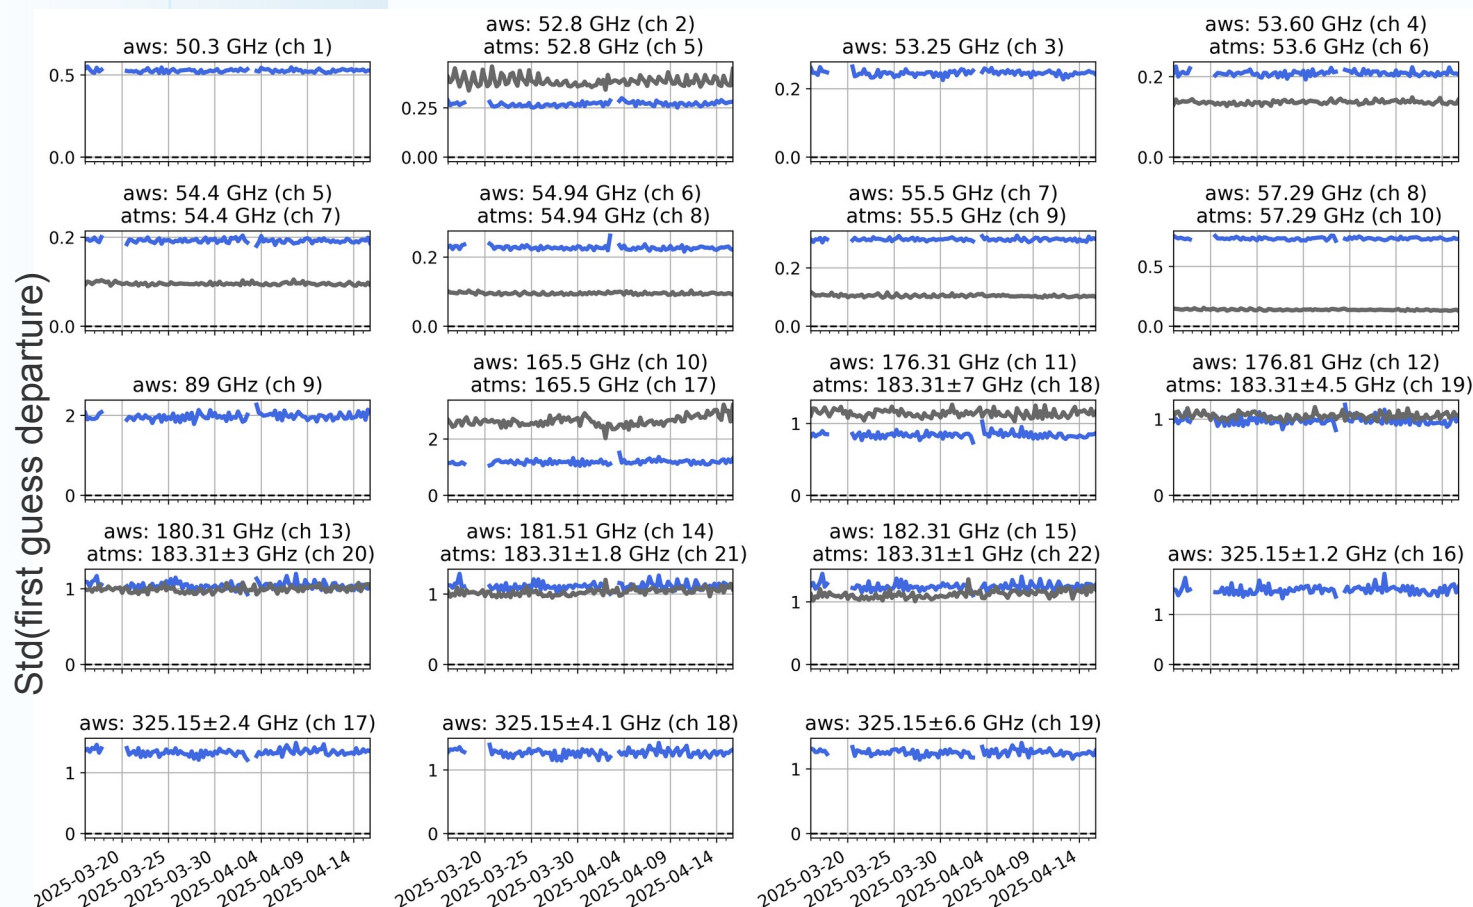 Std(first guess departure)
aws: 50.3 GHz (ch 1)
0.5
0.0
aws: 52.8 GHz (ch 2)
atms: 52.8 GHz (ch 5)
0.25
0.00
aws: 53.25 GHz (ch 3)
0.2
0.0
aws: 53.60 GHz (ch 4)
atms: 53.6 GHz (ch 6)
0.2
0.0
aws: 54.4 GHz (ch 5)
atms: 54.4 GHz (ch 7)
0.2
0.0
aws: 54.94 GHz (ch 6)
atms: 54.94 GHz (ch 8)
0.2
0.0
aws: 55.5 GHz (ch 7)
atms: 55.5 GHz (ch 9)
0.2
0.0
aws: 57.29 GHz (ch 8)
atms: 57.29 GHz (ch 10)
0.5
0.0
aws: 89 GHz (ch 9)
2
0
aws: 165.5 GHz (ch 10)
atms: 165.5 GHz (ch 17)
2
0
aws: 176.31 GHz (ch 11)
atms: 183.31±7 GHz (ch 18)
1
0
aws: 176.81 GHz (ch 12)
atms: 183.31±4.5 GHz (ch 19)
1
0
aws: 180.31 GHz (ch 13)
atms: 183.31±3 GHz (ch 20)
1
0
aws: 181.51 GHz (ch 14)
atms: 183.31±1.8 GHz (ch 21)
1
0
aws: 182.31 GHz (ch 15)
atms: 183.31±1 GHz (ch 22)
1
0
aws: 325.15±1.2 GHz (ch 16)
1
0
aws: 325.15±2.4 GHz (ch 17)
1
0
2025-03-20
2025-03-25
2025-03-30
2025-04-04
2025-04-09
2025-04-14
aws: 325.15±4.1 GHz (ch 18)
1
0
2025-03-20
2025-03-25
2025-03-30
2025-04-04
2025-04-09
2025-04-14
aws: 325.15±6.6 GHz (ch 19)
1
0
2025-03-20
2025-03-25
2025-03-30
2025-04-04
2025-04-09
2025-04-14